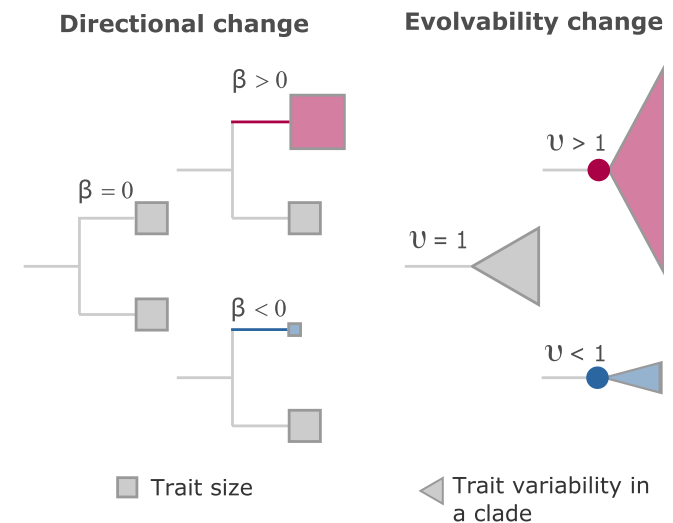 Directional change
Evolvability change
β > 0
β = 0
β < 0
υ > 1
υ = 1
υ < 1
Trait size
Trait variability in
a clade